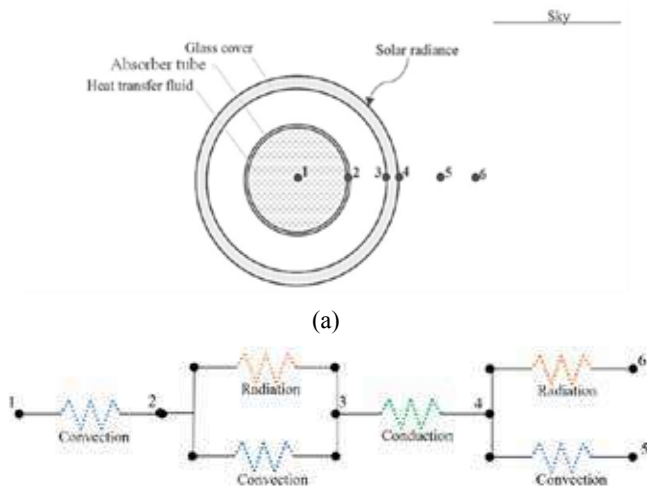 Sky
Glass cover
Solar radiance
Absorber tube
Heat transfer fluid
1
2
3
4
5
6
(a)
6
Radiation
Radiation
1
2
3
4
Convection
Conduction
5
Convection
Convection